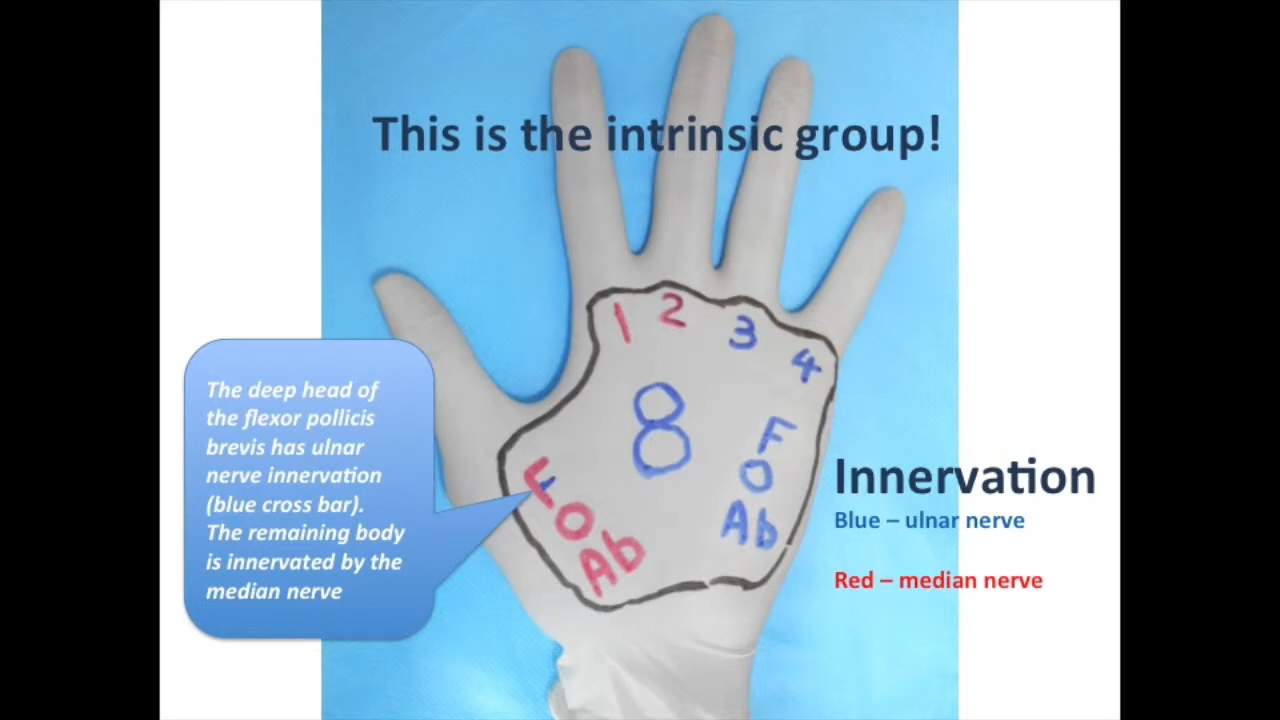 This is the intrinsic group!
1 2 3 4
8
F
O
Ab
F
O
Ab
The deep head of
the flexor pollicis
brevis has ulnar
nerve innervation
(blue cross bar).
The remaining body
is innervated by the
median nerve
Innervation
Blue – ulnar nerve
Red – median nerve